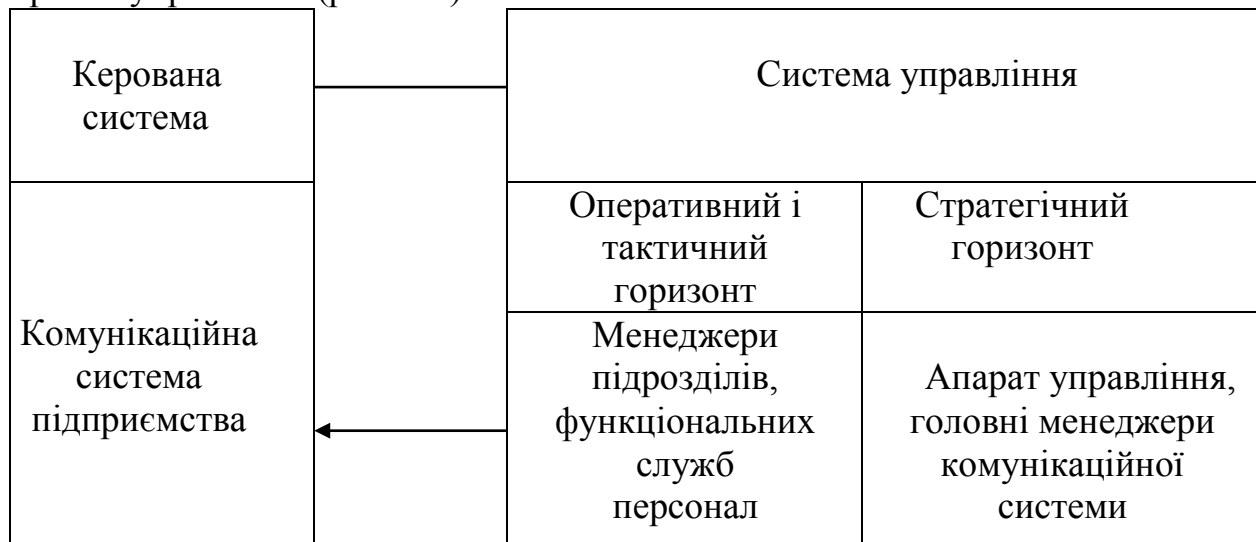 Керована
система
Система управління
Оперативний і
тактичний
горизонт
Стратегічний
горизонт
Комунікаційна
система
підприємства
Менеджери
підрозділів,
функціональних
служб
персонал
Апарат управління,
головні менеджери
комунікаційної
системи